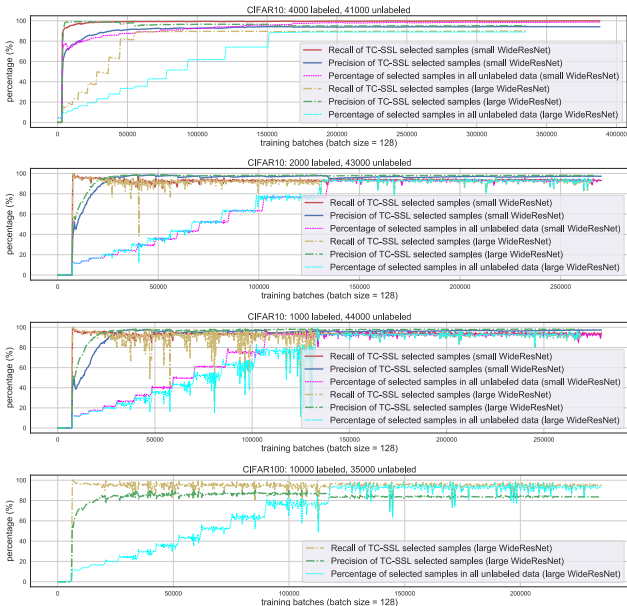 CIFAR10: 4000 labeled, 41000 unlabeled
percentage (%)
100
80
60
40
20
0
Recall of TC-SSL selected samples (small WideResNet)
Precision of TC-SSL selected samples (small WideResNet)
Percentage of selected samples in all unlabeled data (small WideResNet)
Recall of TC-SSL selected samples (large WideResNet)
Precision of TC-SSL selected samples (large WideResNet)
Percentage of selected samples in all unlabeled data (large WideResNet)
0 50000 100000 150000 200000 250000 300000 350000 400000
training batches (batch size = 128)
CIFAR10: 2000 labeled, 43000 unlabeled
percentage (%)
100
80
60
40
20
0
Recall of TC-SSL selected samples (small WideResNet)
Precision of TC-SSL selected samples (small WideResNet)
Percentage of selected samples in all unlabeled data (small WideResNet)
Recall of TC-SSL selected samples (large WideResNet)
Precision of TC-SSL selected samples (large WideResNet)
Percentage of selected samples in all unlabeled data (large WideResNet)
0 50000 100000 150000 200000 250000
training batches (batch size = 128)
CIFAR10: 1000 labeled, 44000 unlabeled
percentage (%)
100
80
60
40
20
0
Recall of TC-SSL selected samples (small WideResNet)
Precision of TC-SSL selected samples (small WideResNet)
Percentage of selected samples in all unlabeled data (small WideResNet)
Recall of TC-SSL selected samples (large WideResNet)
Precision of TC-SSL selected samples (large WideResNet)
Percentage of selected samples in all unlabeled data (large WideResNet)
0 50000 100000 150000 200000 250000
training batches (batch size = 128)
CIFAR100: 10000 labeled, 35000 unlabeled
percentage (%)
100
80
60
40
20
0
Recall of TC-SSL selected samples (large WideResNet)
Precision of TC-SSL selected samples (large WideResNet)
Percentage of selected samples in all unlabeled data (large WideResNet)
0 50000 100000 150000 200000
training batches (batch size = 128)